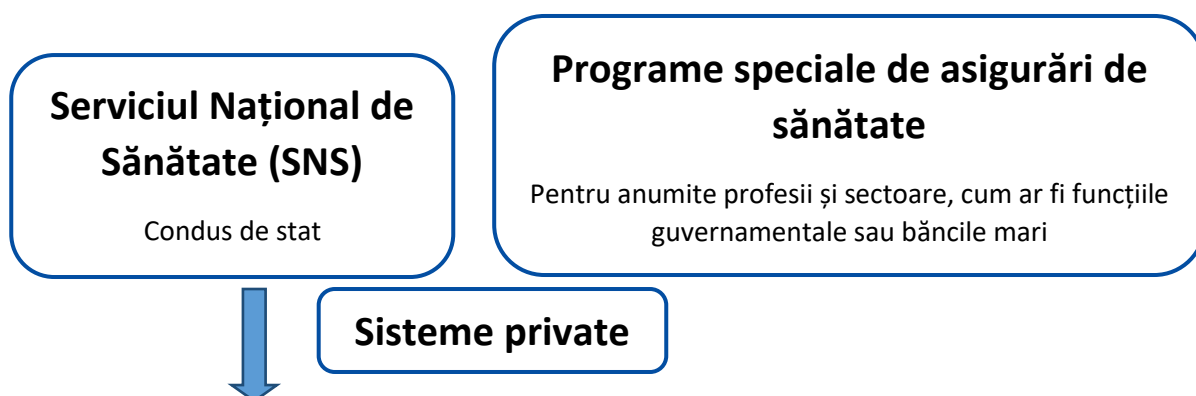 Serviciul Național de
Sănătate (SNS)
Condus de stat
Programe speciale de asigurări de
sănătate
Pentru anumite profesii și sectoare, cum ar fi funcțiile
guvernamentale sau băncile mari
Sisteme private